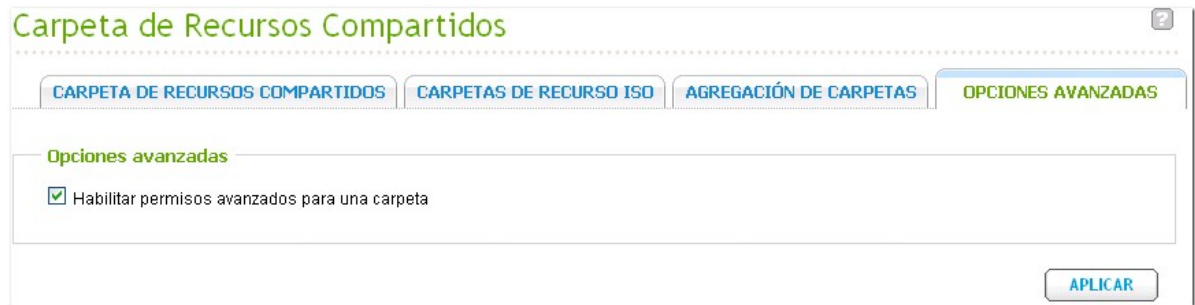 Carpeta de Recursos Compartidos
?
CARPETA DE RECURSOS COMPARTIDOS
CARPETAS DE RECURSO ISO
AGREGACIÓN DE CARPETAS
OPCIONES AVANZADAS
Opciones avanzadas
Habilitar permisos avanzados para una carpeta
APLICAR